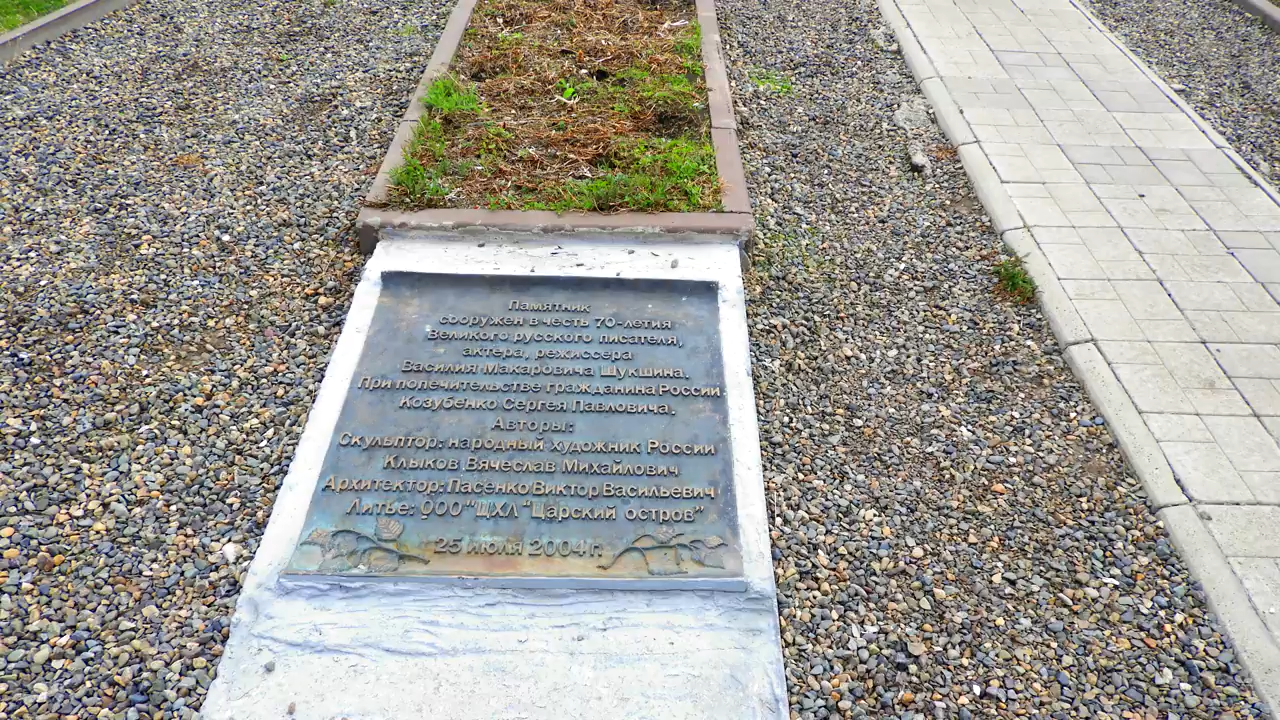 Памятник
сооружен в честь 70-летия
Великого русского писателя,
актера, режиссера
Василия Макаровича Шукшина.
При попечительстве гражданина России
Козубенко Сергея Павловича.
Авторы:
Скульптор: народный художник России
Клыков Вячеслав Михайлович
Архитектор: Пасенко Виктор Васильевич
Литье: ООО "ЦХЛ "Царский остров"
25 июля 2004 г.